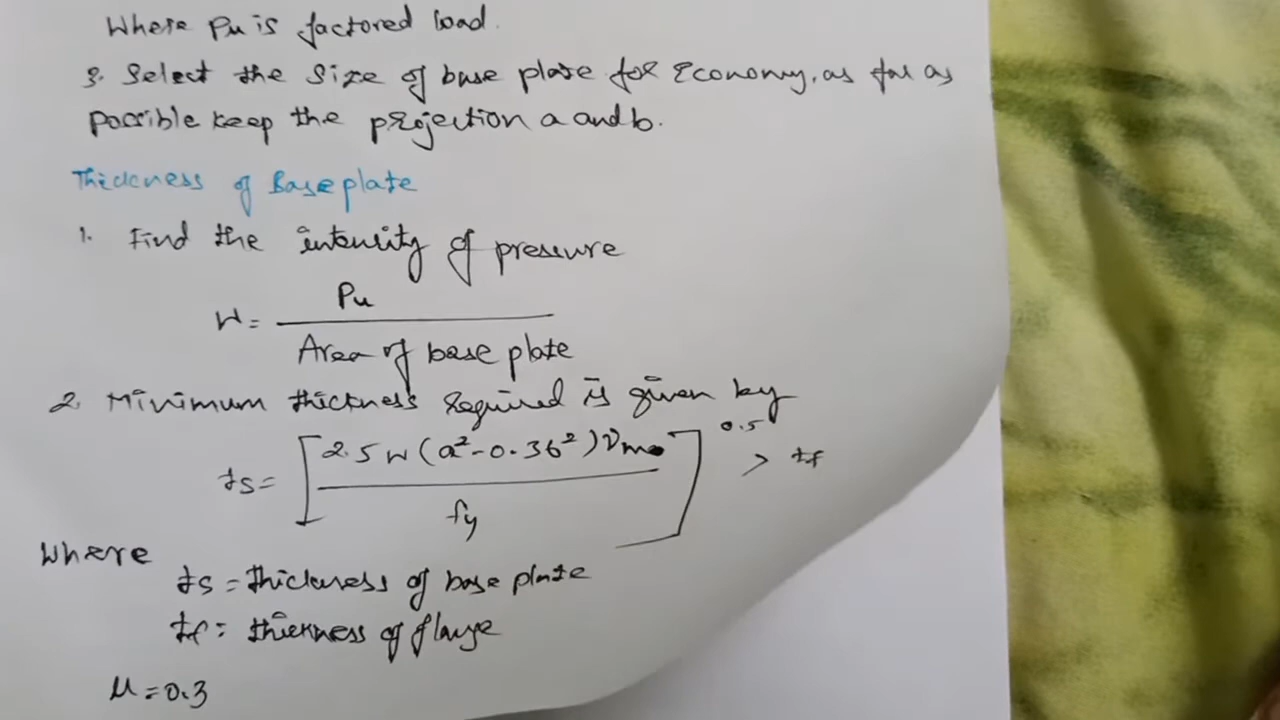 Where Pu is factored load.
3. Select the Size of base plate for Economy, as far as
possible keep the projection a and b.
Thickness of Base plate
1. Find the intensity of pressure
W = Pu / Area of base plate
2. Minimum thickness required is given by
ts = [2.5 W (a²-0.3b²) γmo / fy]^0.5 > tf
Where
ts = thickness of base plate
tf = thickness of flange
μ = 0.3